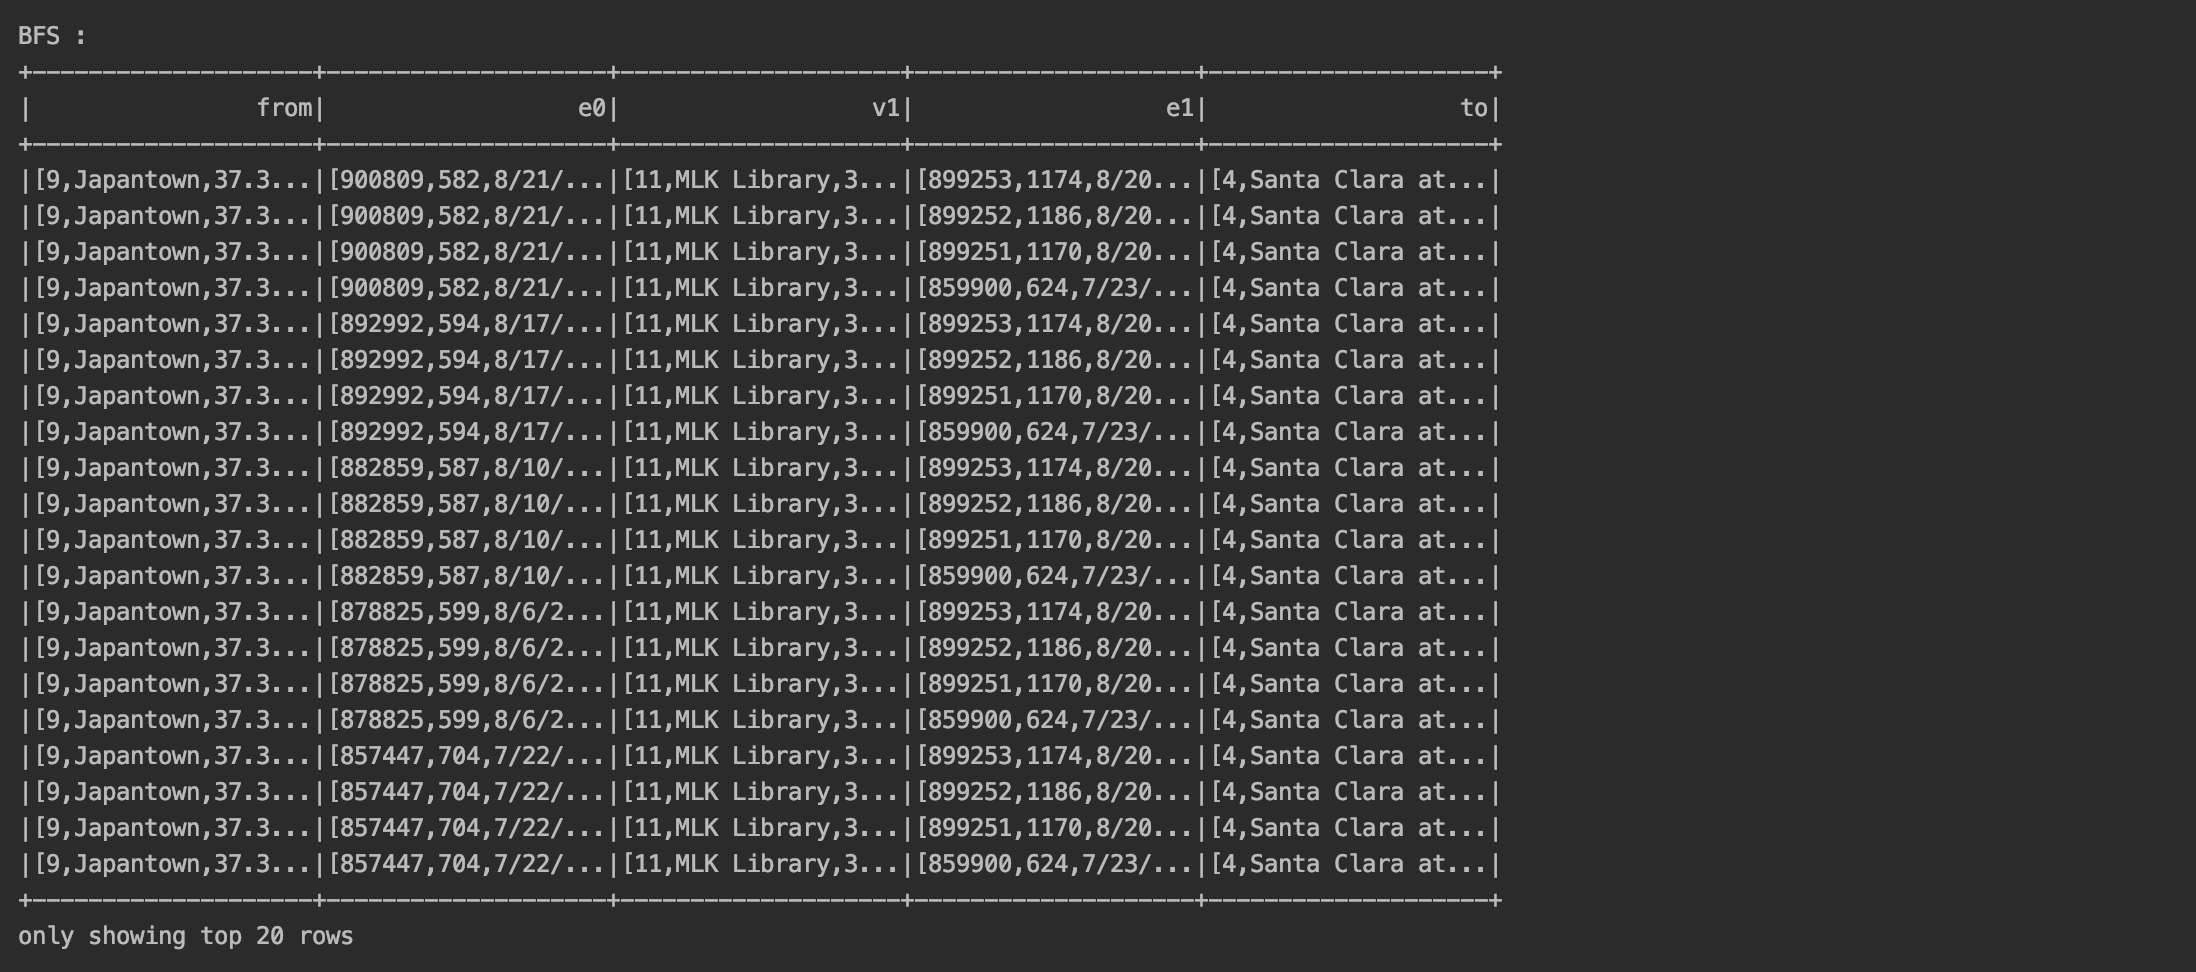 BFS :
+--------------------+--------------------+--------------------+--------------------+--------------------+
|                from|                  e0|                  v1|                  e1|                  to|
+--------------------+--------------------+--------------------+--------------------+--------------------+
|[9,Japantown,37.3...|[900809,582,8/21/...|[11,MLK Library,3...|[899253,1174,8/20...|[4,Santa Clara at...|
|[9,Japantown,37.3...|[900809,582,8/21/...|[11,MLK Library,3...|[899252,1186,8/20...|[4,Santa Clara at...|
|[9,Japantown,37.3...|[900809,582,8/21/...|[11,MLK Library,3...|[899251,1170,8/20...|[4,Santa Clara at...|
|[9,Japantown,37.3...|[900809,582,8/21/...|[11,MLK Library,3...|[859900,624,7/23/...|[4,Santa Clara at...|
|[9,Japantown,37.3...|[892992,594,8/17/...|[11,MLK Library,3...|[899253,1174,8/20...|[4,Santa Clara at...|
|[9,Japantown,37.3...|[892992,594,8/17/...|[11,MLK Library,3...|[899252,1186,8/20...|[4,Santa Clara at...|
|[9,Japantown,37.3...|[892992,594,8/17/...|[11,MLK Library,3...|[899251,1170,8/20...|[4,Santa Clara at...|
|[9,Japantown,37.3...|[892992,594,8/17/...|[11,MLK Library,3...|[859900,624,7/23/...|[4,Santa Clara at...|
|[9,Japantown,37.3...|[882859,587,8/10/...|[11,MLK Library,3...|[899253,1174,8/20...|[4,Santa Clara at...|
|[9,Japantown,37.3...|[882859,587,8/10/...|[11,MLK Library,3...|[899252,1186,8/20...|[4,Santa Clara at...|
|[9,Japantown,37.3...|[882859,587,8/10/...|[11,MLK Library,3...|[899251,1170,8/20...|[4,Santa Clara at...|
|[9,Japantown,37.3...|[882859,587,8/10/...|[11,MLK Library,3...|[859900,624,7/23/...|[4,Santa Clara at...|
|[9,Japantown,37.3...|[878825,599,8/6/2...|[11,MLK Library,3...|[899253,1174,8/20...|[4,Santa Clara at...|
|[9,Japantown,37.3...|[878825,599,8/6/2...|[11,MLK Library,3...|[899252,1186,8/20...|[4,Santa Clara at...|
|[9,Japantown,37.3...|[878825,599,8/6/2...|[11,MLK Library,3...|[899251,1170,8/20...|[4,Santa Clara at...|
|[9,Japantown,37.3...|[878825,599,8/6/2...|[11,MLK Library,3...|[859900,624,7/23/...|[4,Santa Clara at...|
|[9,Japantown,37.3...|[857447,704,7/22/...|[11,MLK Library,3...|[899253,1174,8/20...|[4,Santa Clara at...|
|[9,Japantown,37.3...|[857447,704,7/22/...|[11,MLK Library,3...|[899252,1186,8/20...|[4,Santa Clara at...|
|[9,Japantown,37.3...|[857447,704,7/22/...|[11,MLK Library,3...|[899251,1170,8/20...|[4,Santa Clara at...|
|[9,Japantown,37.3...|[857447,704,7/22/...|[11,MLK Library,3...|[859900,624,7/23/...|[4,Santa Clara at...|
+--------------------+--------------------+--------------------+--------------------+--------------------+
only showing top 20 rows